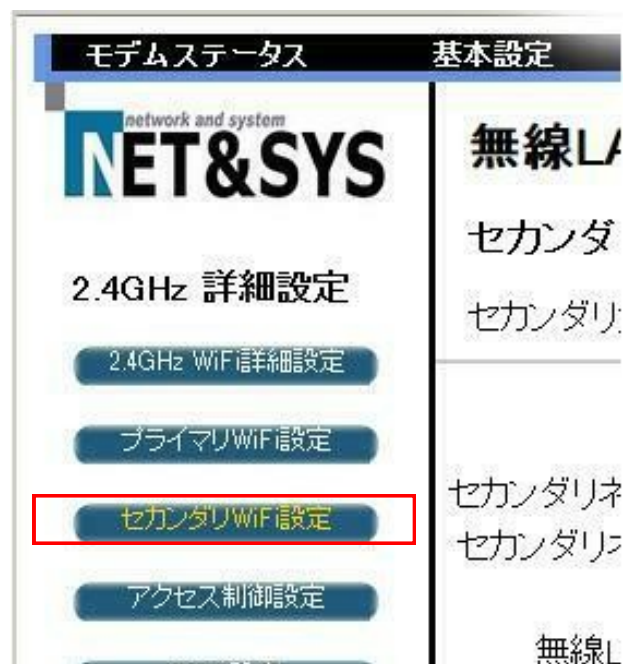 モデムステータス 基本設定
network and system
NET&SYS
2.4GHz 詳細設定
2.4GHz WiFi詳細設定
プライマリWiFi設定
セカンダリWiFi設定
アクセス制御設定
無線LA
セカンダ
セカンダリ
セカンダリネ
セカンダリネ
無線L